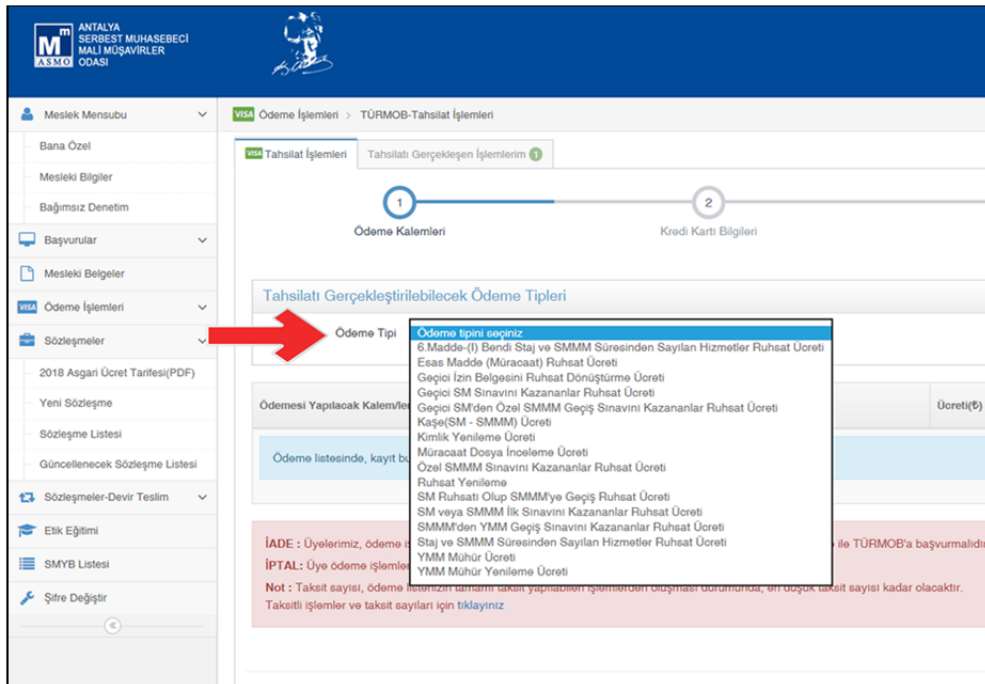 ANTALYA
SERBEST MUHASEBECİ
MALİ MÜŞAVİRLER
ODASI
Mm
ASMO
Meslek Mensubu
Bana Özel
Mesleki Bilgiler
Bağımsız Denetim
Başvurular
Mesleki Belgeler
VISA Ödeme İşlemleri
Sözleşmeler
2018 Asgari Ücret Tarifesi(PDF)
Yeni Sözleşme
Sözleşme Listesi
Güncellenecek Sözleşme Listesi
Sözleşmeler-Devir Teslim
Etik Eğitimi
SMYB Listesi
Şifre Değiştir
VISA Ödeme İşlemleri > TÜRMOB-Tahsilat İşlemleri
VISA Tahsilat İşlemleri Tahsilatı Gerçekleşen İşlemlerim 1
1 2
Ödeme Kalemleri Kredi Kartı Bilgileri
Tahsilatı Gerçekleştirilebilecek Ödeme Tipleri
Ödeme Tipi
Ödeme tipini seçiniz
6.Madde-(I) Bendi Staj ve SMMM Süresinden Sayılan Hizmetler Ruhsat Ücreti
Esas Madde (Müracaat) Ruhsat Ücreti
Geçici İzin Belgesini Ruhsat Dönüştürme Ücreti
Geçici SM Sınavını Kazananlar Ruhsat Ücreti
Geçici SM'den Özel SMMM Geçiş Sınavını Kazananlar Ruhsat Ücreti
Kaşe(SM - SMMM) Ücreti
Kimlik Yenileme Ücreti
Müracaat Dosya İnceleme Ücreti
Özel SMMM Sınavını Kazananlar Ruhsat Ücreti
Ruhsat Yenileme
SM Ruhsatı Olup SMMM'ye Geçiş Ruhsat Ücreti
SM veya SMMM İlk Sınavını Kazananlar Ruhsat Ücreti
SMMM'den YMM Geçiş Sınavını Kazananlar Ruhsat Ücreti
Staj ve SMMM Süresinden Sayılan Hizmetler Ruhsat Ücreti
YMM Mühür Ücreti
YMM Mühür Yenileme Ücreti
Ödemesi Yapılacak Ücreti(₺)
Ödeme listesinde, kayıt
İADE : Üyelerimiz, ödeme ile TÜRMOB'a başvurmalıdır
İPTAL: Üye ödeme
Not : Taksit sayısı, ödeme listenizin tamamı taksit yapılabilen işlemlerden oluşması durumunda, en düşük taksit sayısı kadar olacaktır.
Taksitli işlemler ve taksit sayıları için tıklayınız